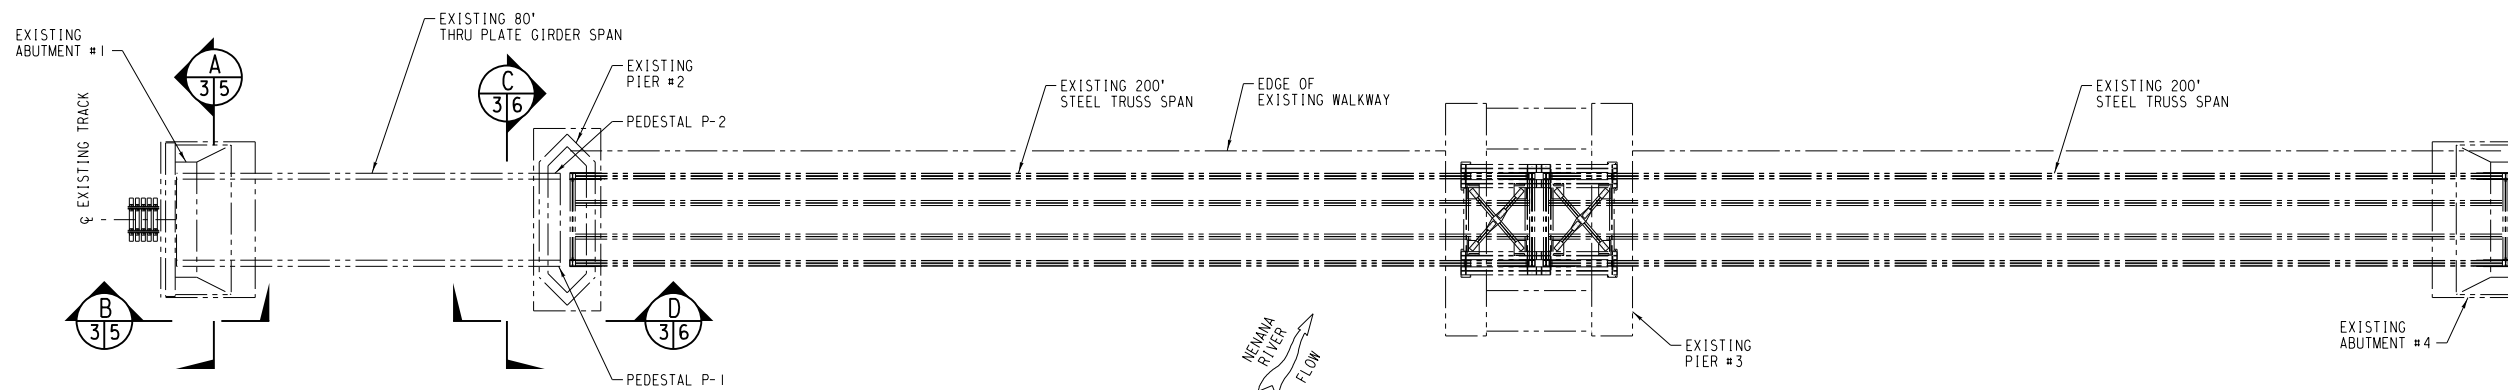 EXISTING
ABUTMENT #1
A
3 5
EXISTING 80'
THRU PLATE GIRDER SPAN
C
3 6
EXISTING
PIER #2
PEDESTAL P-2
EXISTING 200'
STEEL TRUSS SPAN
EDGE OF
EXISTING WALKWAY
EXISTING 200'
STEEL TRUSS SPAN
℄ EXISTING TRACK
B
3 5
D
3 6
PEDESTAL P-1
NENANA
RIVER
FLOW
EXISTING
PIER #3
EXISTING
ABUTMENT #4